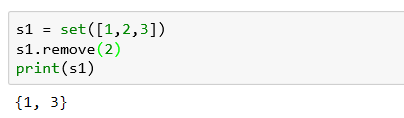 s1 = set([1,2,3])
s1.remove(2)
print(s1)
{1, 3}